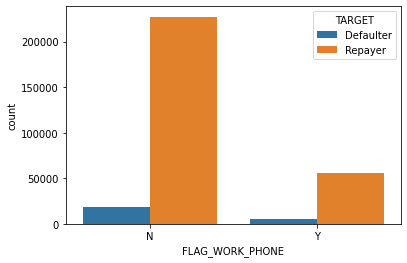 TARGET
Defaulter
Repayer
count
200000
150000
100000
50000
0
N
Y
FLAG_WORK_PHONE